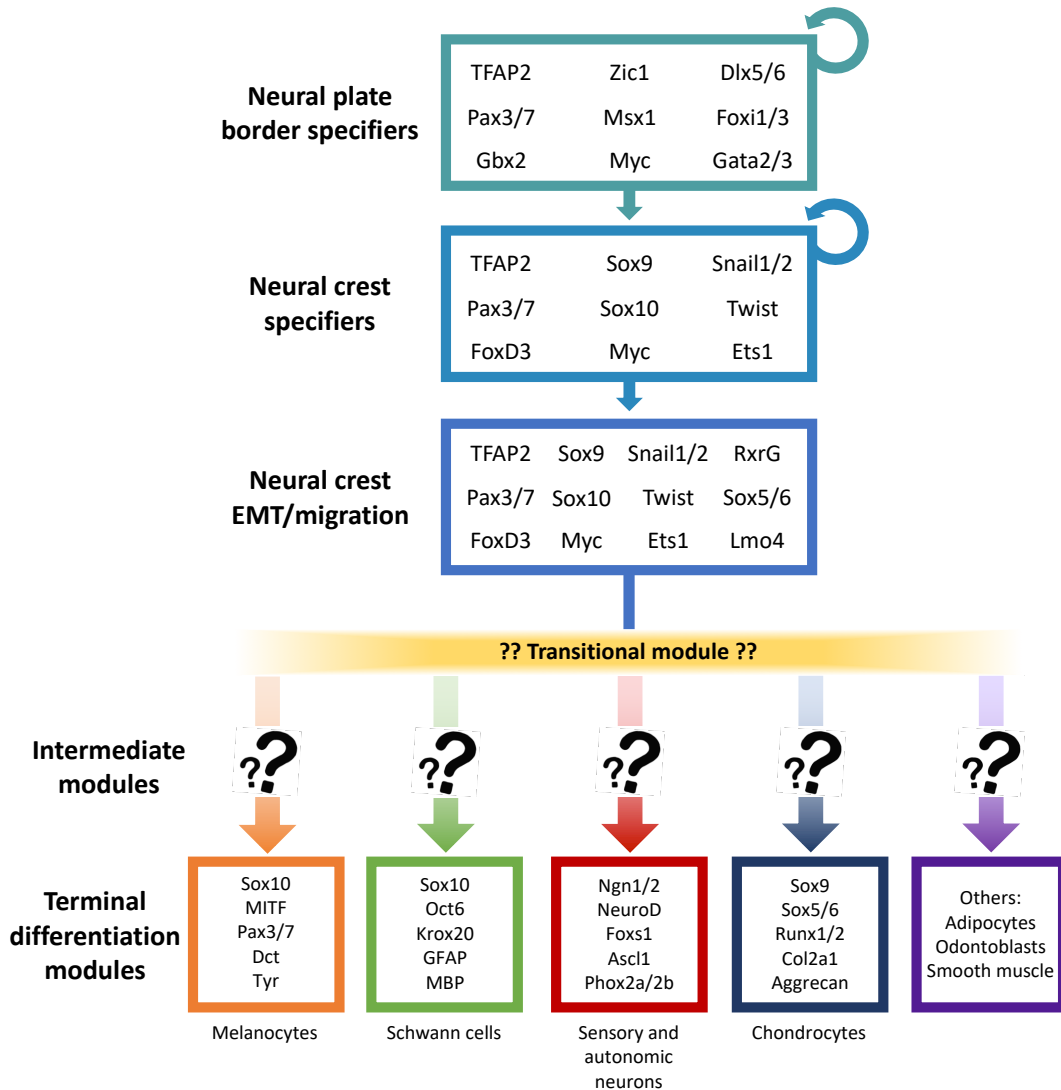 Neural plate
border specifiers
TFAP2 Zic1 Dlx5/6
Pax3/7 Msx1 Foxi1/3
Gbx2 Myc Gata2/3
Neural crest
specifiers
TFAP2 Sox9 Snail1/2
Pax3/7 Sox10 Twist
FoxD3 Myc Ets1
Neural crest
EMT/migration
TFAP2 Sox9 Snail1/2 RxrG
Pax3/7 Sox10 Twist Sox5/6
FoxD3 Myc Ets1 Lmo4
?? Transitional module ??
Intermediate
modules
?? ?? ?? ?? ??
Terminal
differentiation
modules
Sox10
MITF
Pax3/7
Dct
Tyr
Melanocytes
Sox10
Oct6
Krox20
GFAP
MBP
Schwann cells
Ngn1/2
NeuroD
Foxs1
Ascl1
Phox2a/2b
Sensory and
autonomic
neurons
Sox9
Sox5/6
Runx1/2
Col2a1
Aggrecan
Chondrocytes
Others:
Adipocytes
Odontoblasts
Smooth muscle